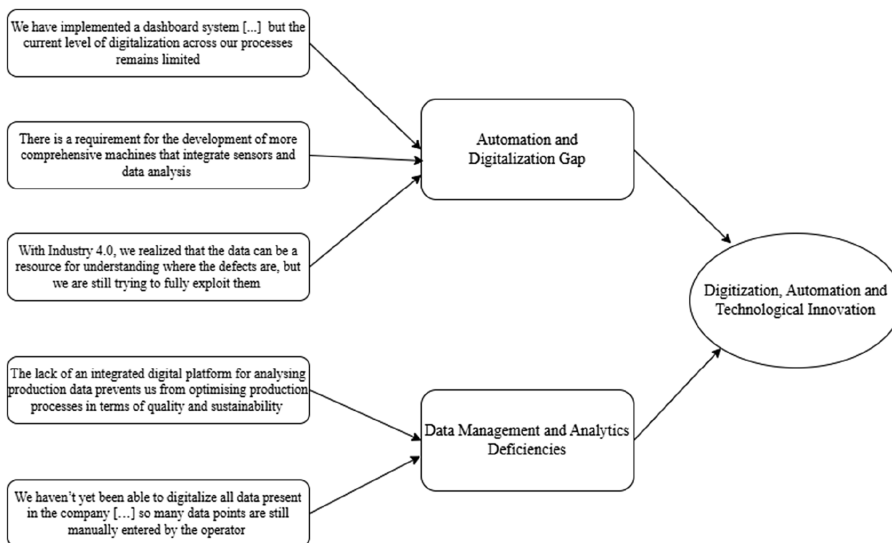 We have implemented a dashboard system [...]  but the
current level of digitalization across our processes
remains limited
There is a requirement for the development of more
comprehensive machines that integrate sensors and
data analysis
With Industry 4.0, we realized that the data can be a
resource for understanding where the defects are, but
we are still trying to fully exploit them
The lack of an integrated digital platform for analysing
production data prevents us from optimising production
processes in terms of quality and sustainability
We haven't yet been able to digitalize all data present
in the company […] so many data points are still
manually entered by the operator
Automation and
Digitalization Gap
Data Management and Analytics
Deficiencies
Digitization, Automation and
Technological Innovation